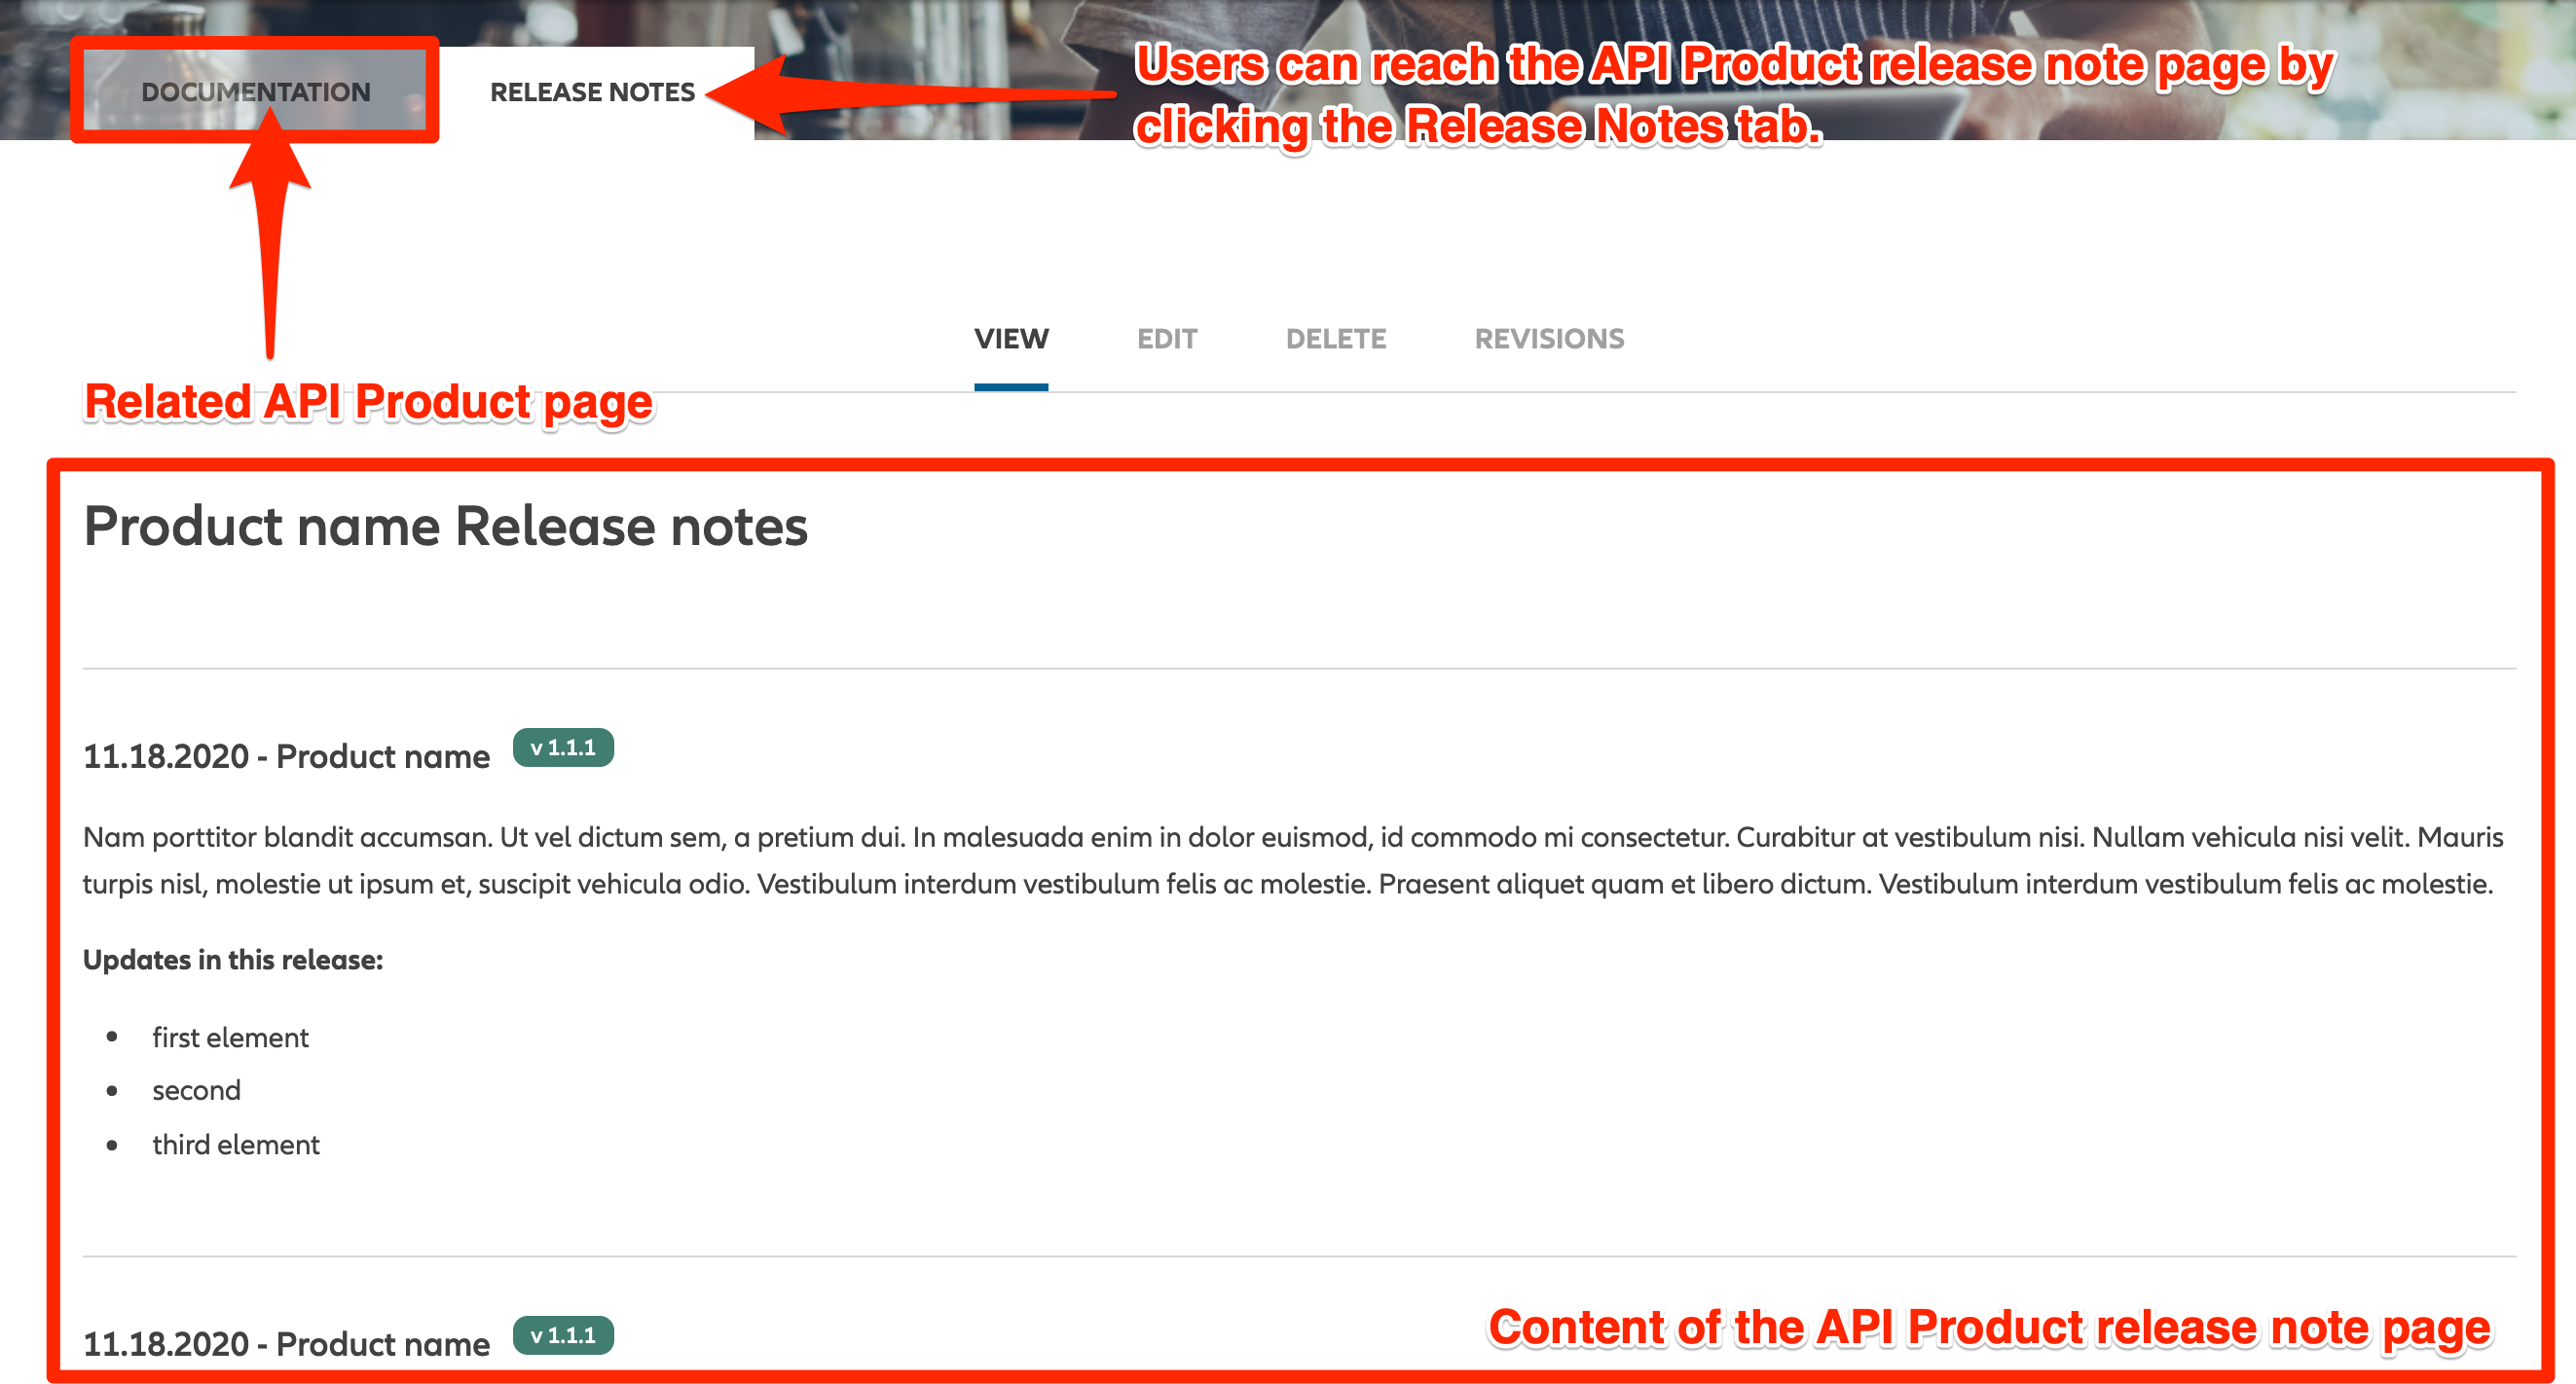 DOCUMENTATION
RELEASE NOTES
Users can reach the API Product release note page by
clicking the Release Notes tab.
VIEW
EDIT
DELETE
REVISIONS
Related API Product page
Product name Release notes
11.18.2020 - Product name v 1.1.1
Nam porttitor blandit accumsan. Ut vel dictum sem, a pretium dui. In malesuada enim in dolor euismod, id commodo mi consectetur. Curabitur at vestibulum nisi. Nullam vehicula nisi velit. Mauris
turpis nisl, molestie ut ipsum et, suscipit vehicula odio. Vestibulum interdum vestibulum felis ac molestie. Praesent aliquet quam et libero dictum. Vestibulum interdum vestibulum felis ac molestie.
Updates in this release:
• first element
• second
• third element
11.18.2020 - Product name v 1.1.1
Content of the API Product release note page